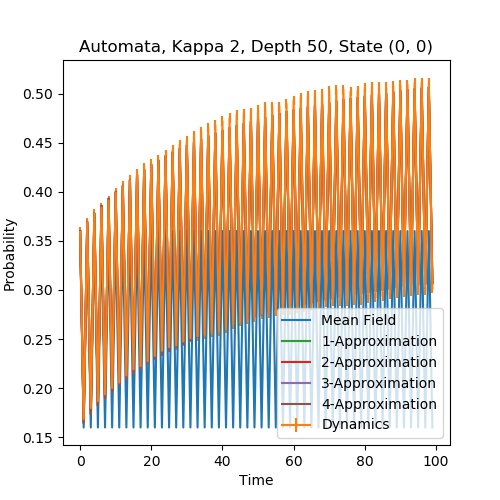 Automata, Kappa 2, Depth 50, State (0, 0)
Probability
0.50
0.45
0.40
0.35
0.30
0.25
0.20
0.15
Mean Field
1-Approximation
2-Approximation
3-Approximation
4-Approximation
Dynamics
0 20 40 60 80 100
Time